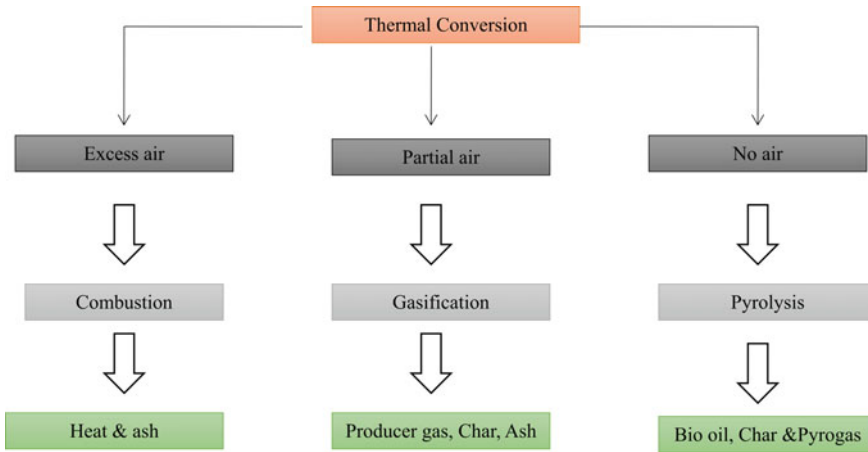 Thermal Conversion
Excess air
Partial air
No air
Combustion
Gasification
Pyrolysis
Heat & ash
Producer gas, Char, Ash
Bio oil, Char &Pyrogas